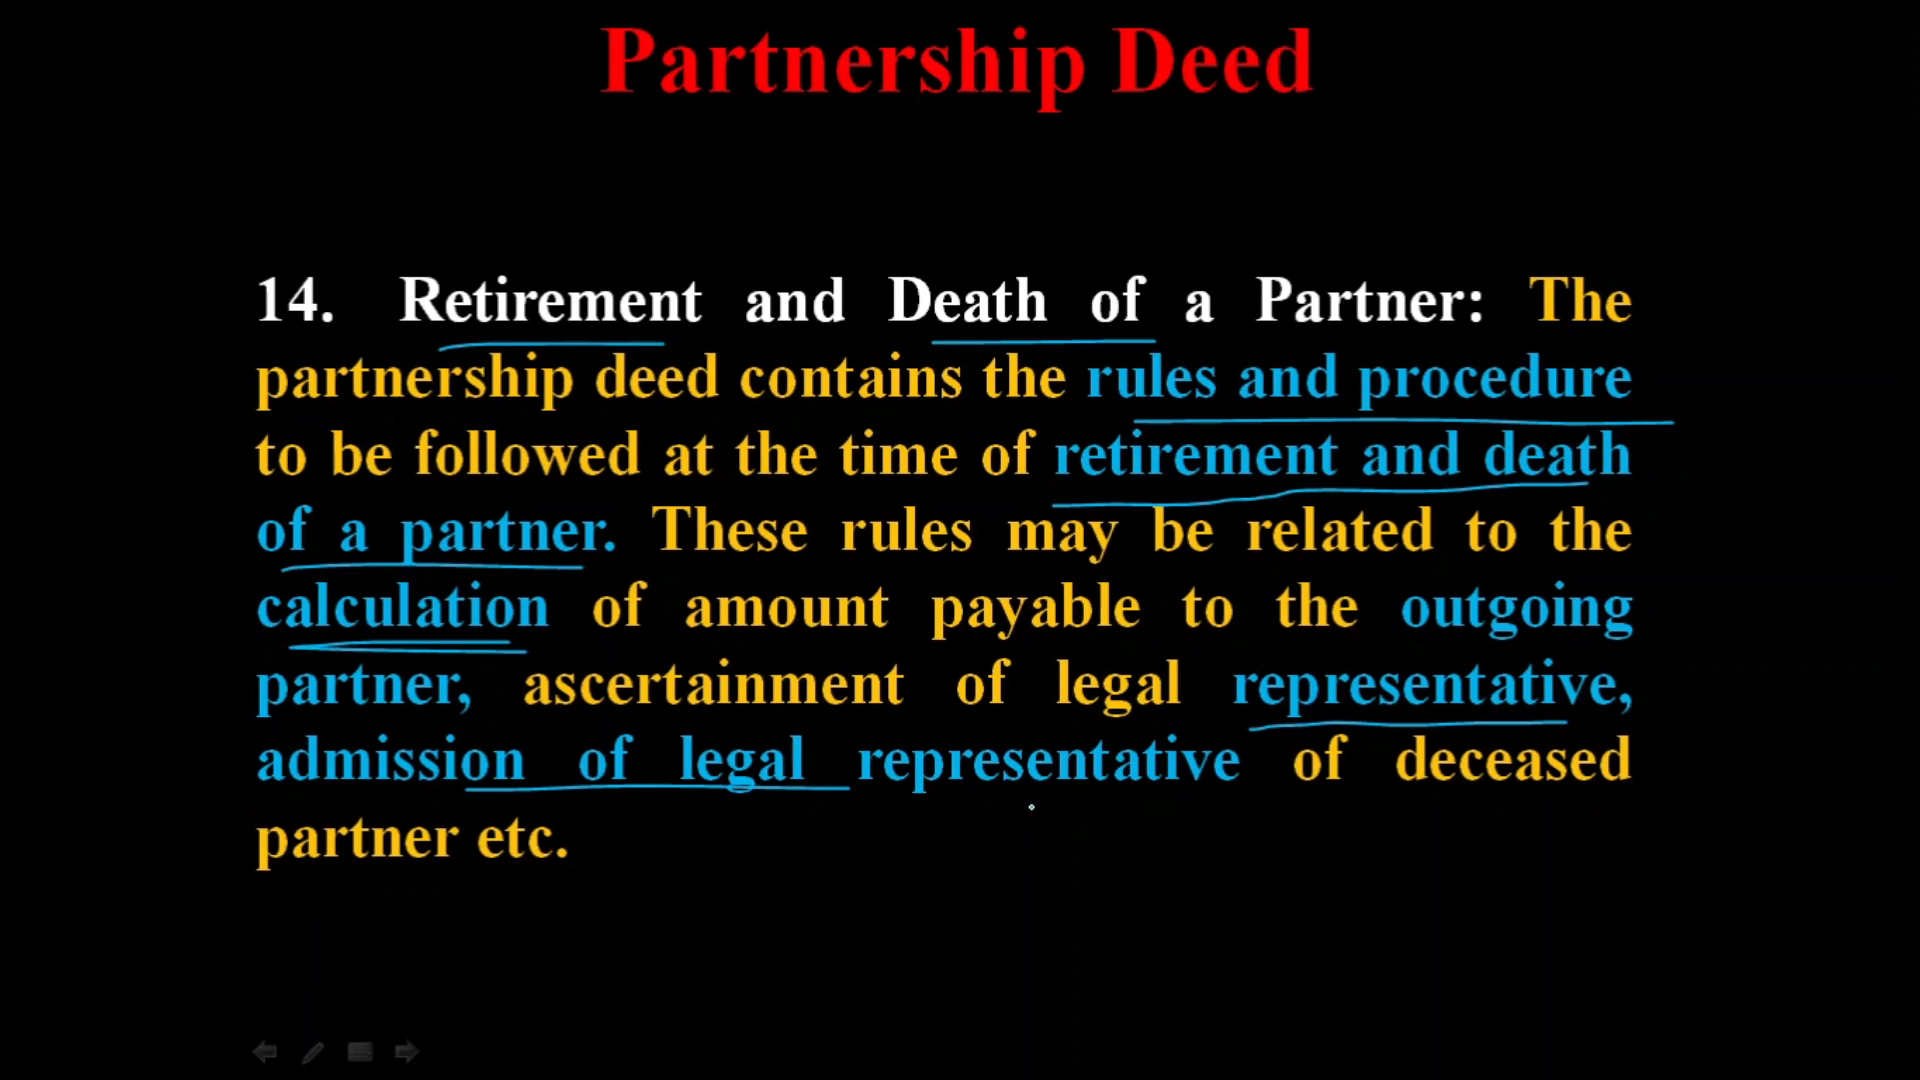 Partnership Deed
14. Retirement and Death of a Partner: The
partnership deed contains the rules and procedure
to be followed at the time of retirement and death
of a partner. These rules may be related to the
calculation of amount payable to the outgoing
partner, ascertainment of legal representative,
admission of legal representative of deceased
partner etc.